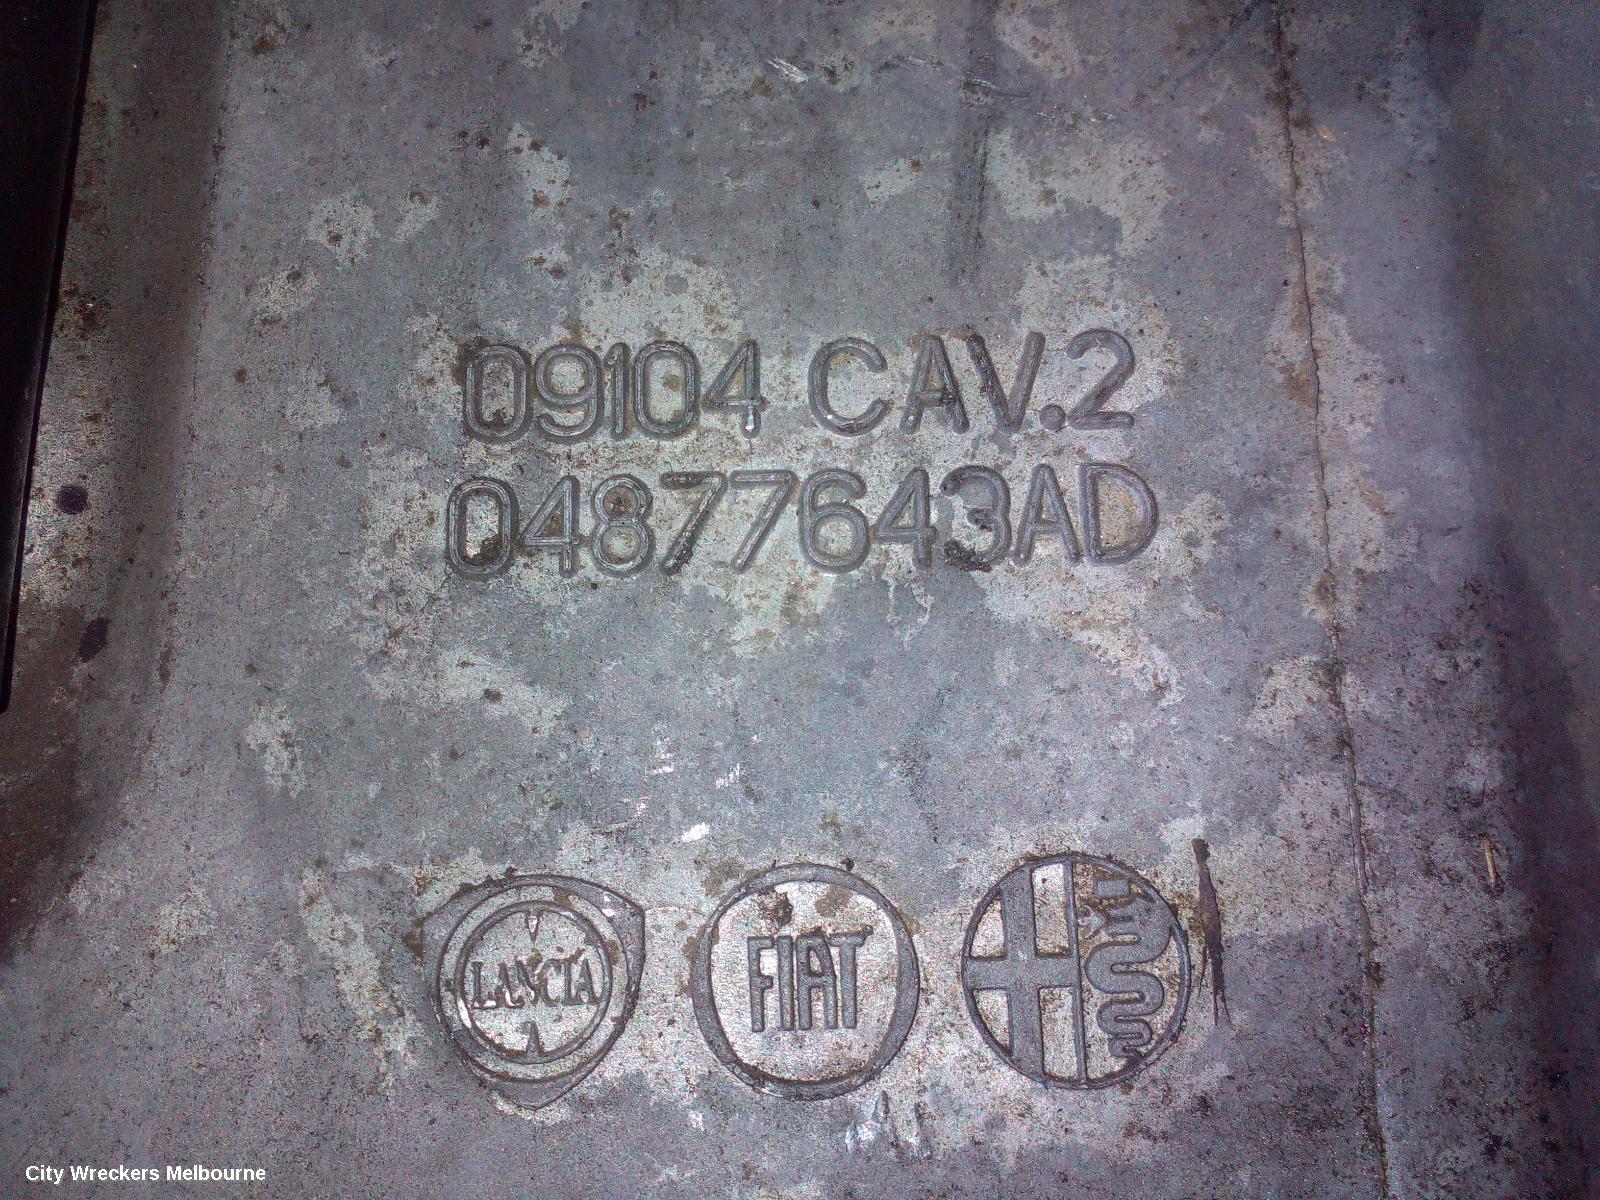 09104 CAV.2
04877643AD
LANCIA
FIAT
City Wreckers Melbourne